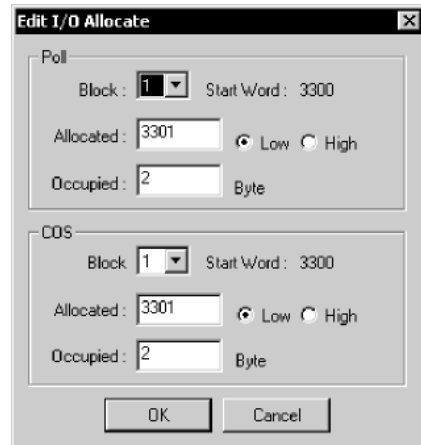 Edit I/O Allocate
Poll
Block : 1 Start Word : 3300
Allocated : 3301 Low High
Occupied : 2 Byte
COS
Block 1 Start Word : 3300
Allocated : 3301 Low High
Occupied : 2 Byte
OK Cancel